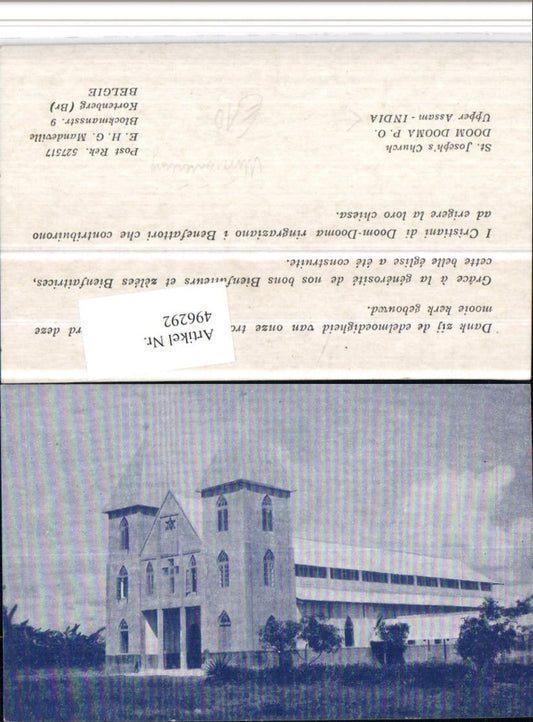 Dank zij de edelmoedigheid van onze rd deze
mooie kerk gebouwd.
Grâce à la générosité de nos bons Bienfaiteurs et zélées Bienfaitrices,
cette belle église a été construite.
I Cristiani di Doom-Dooma ringraziano i Benefattori che contribuirono
ad erigere la loro chiesa.
St. Joseph's Church
DOOM DOOMA P. O.
Upper Assam - INDIA
Post Rek. 527517
E. H. G. Mandeville
Blockmansstr. 9
Kortenberg (Br)
BELGIE
Artikel Nr.
496292